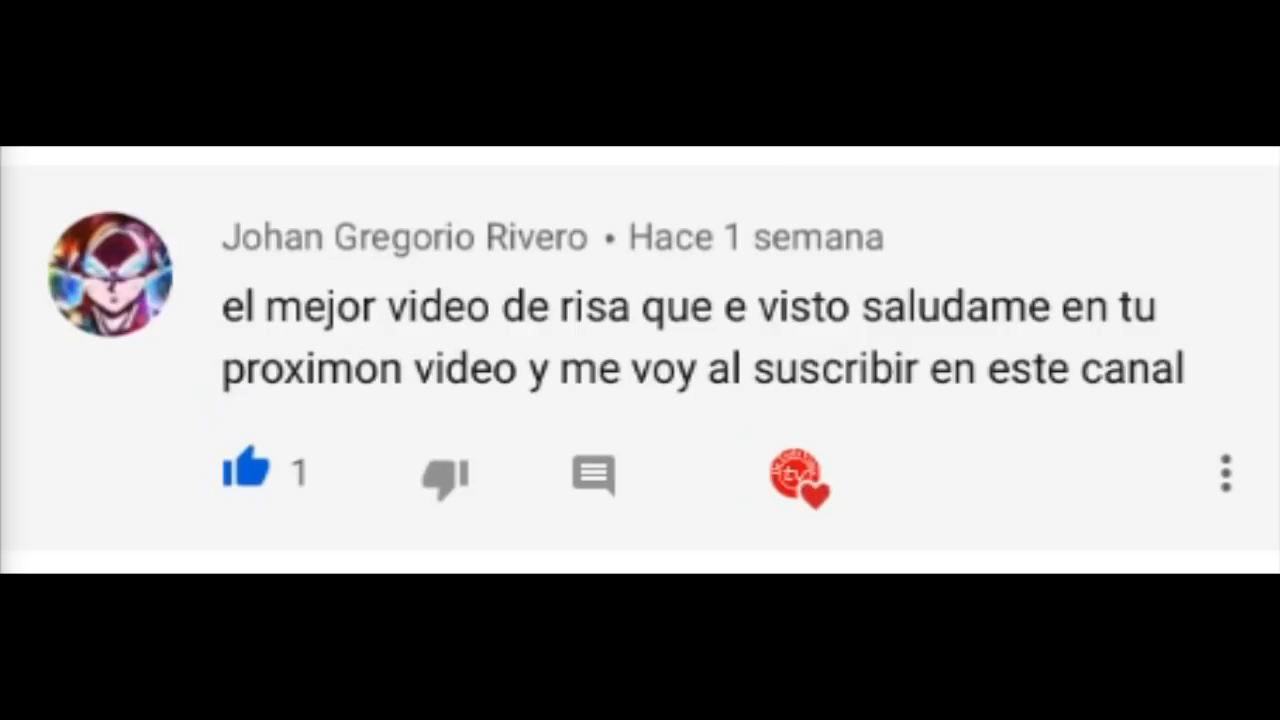 Johan Gregorio Rivero • Hace 1 semana
el mejor video de risa que e visto saludame en tu
proximon video y me voy al suscribir en este canal
1
tv